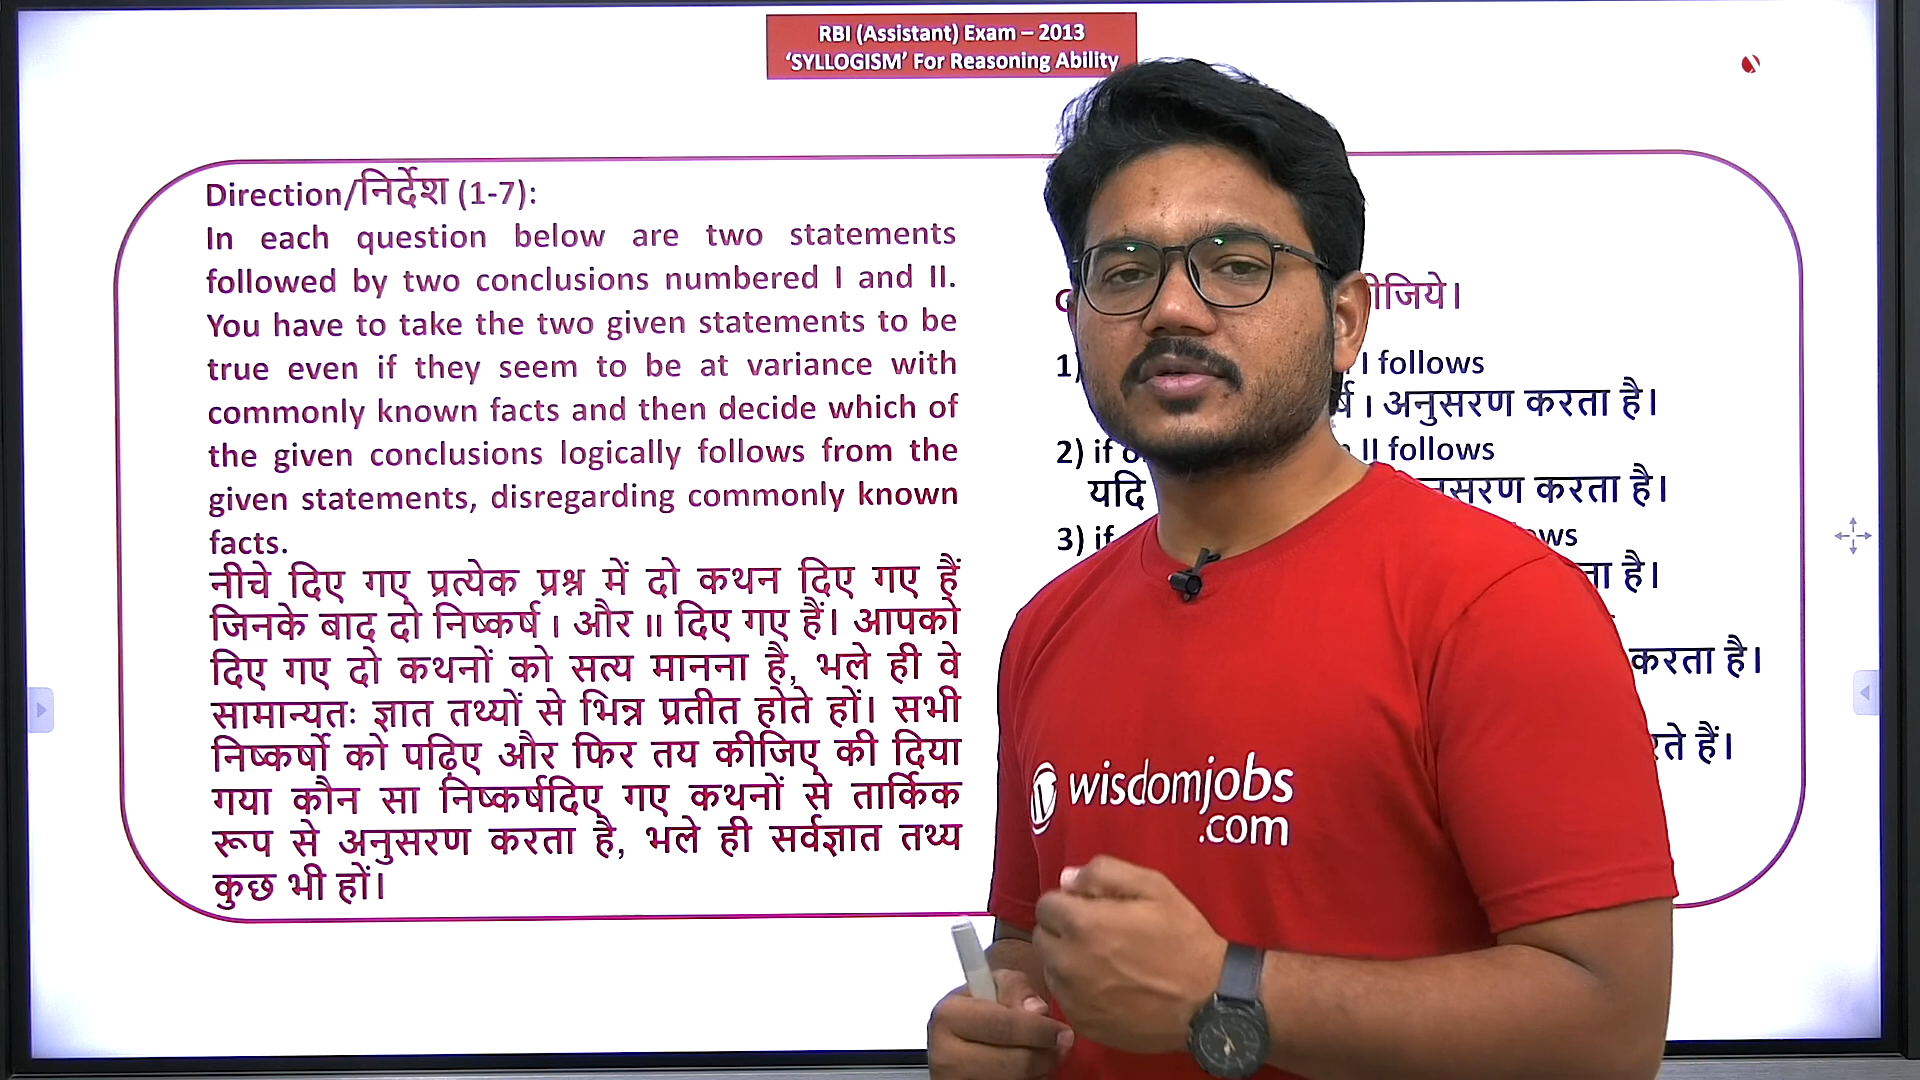 RBI (Assistant) Exam – 2013
‘SYLLOGISM’ For Reasoning Ability
Direction/निर्देश (1-7):
In each question below are two statements
followed by two conclusions numbered I and II.
You have to take the two given statements to be
true even if they seem to be at variance with
commonly known facts and then decide which of
the given conclusions logically follows from the
given statements, disregarding commonly known
facts.
नीचे दिए गए प्रत्येक प्रश्न में दो कथन दिए गए हैं
जिनके बाद दो निष्कर्ष I और II दिए गए हैं। आपको
दिए गए दो कथनों को सत्य मानना है, भले ही वे
सामान्यतः ज्ञात तथ्यों से भिन्न प्रतीत होते हों। सभी
निष्कर्षो को पढ़िए और फिर तय कीजिए की दिया
गया कौन सा निष्कर्षदिए गए कथनों से तार्किक
रूप से अनुसरण करता है, भले ही सर्वज्ञात तथ्य
कुछ भी हों।
1) I follows
I अनुसरण करता है।
2) if II follows
यदि करता है।
3) if
है।
करता है।
हैं।
wisdomjobs
.com